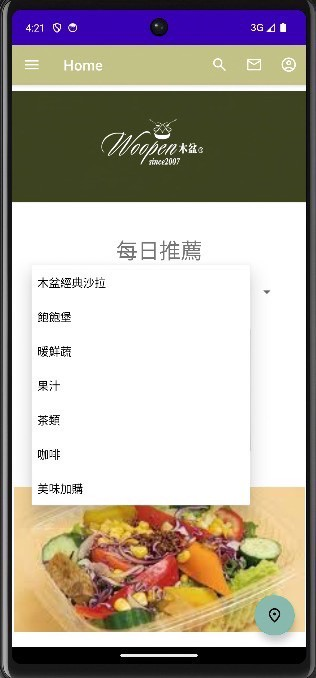 4:21
3G
Home
Woopen 木盆
since2007
每日推薦
木盆經典沙拉
飽飽堡
暖鮮蔬
果汁
茶類
咖啡
美味加購